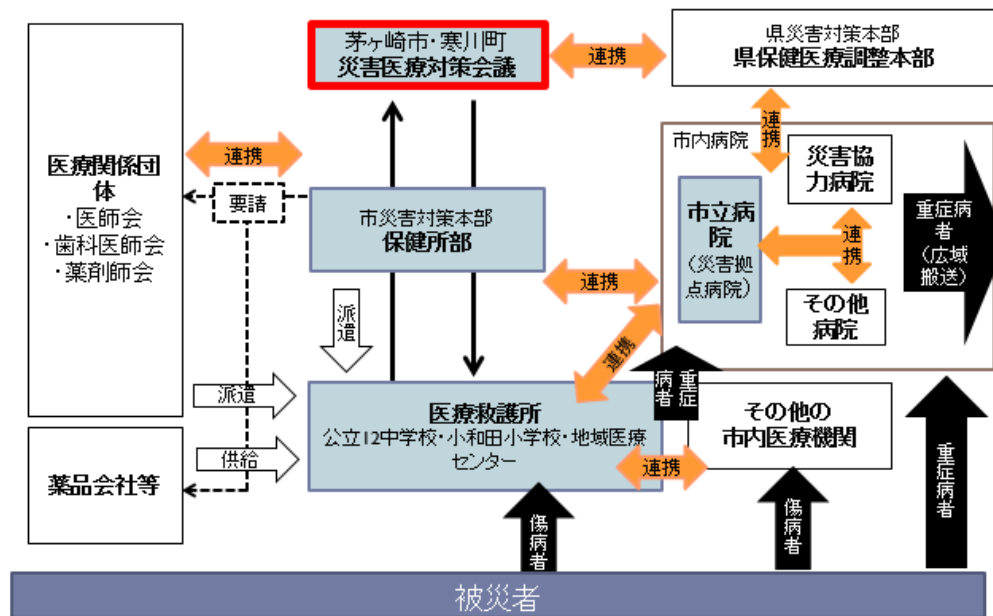 茅ヶ崎市・寒川町
災害医療対策会議
連携
県災害対策本部
県保健医療調整本部
医療関係団
体
・医師会
・歯科医師会
・薬剤師会
連携
要請
市災害対策本部
保健所部
連携
連携
市内病院
市立病
院
(災害拠
点病院)
災害協
力病院
連携
その他
病院
重症病
者
(広域
搬送)
派遣
派遣
供給
薬品会社等
医療救護所
公立12中学校・小和田小学校・地域医療
センター
連携
重症
病者
その他の
市内医療機関
連携
傷病者
傷病者
重症病者
被災者